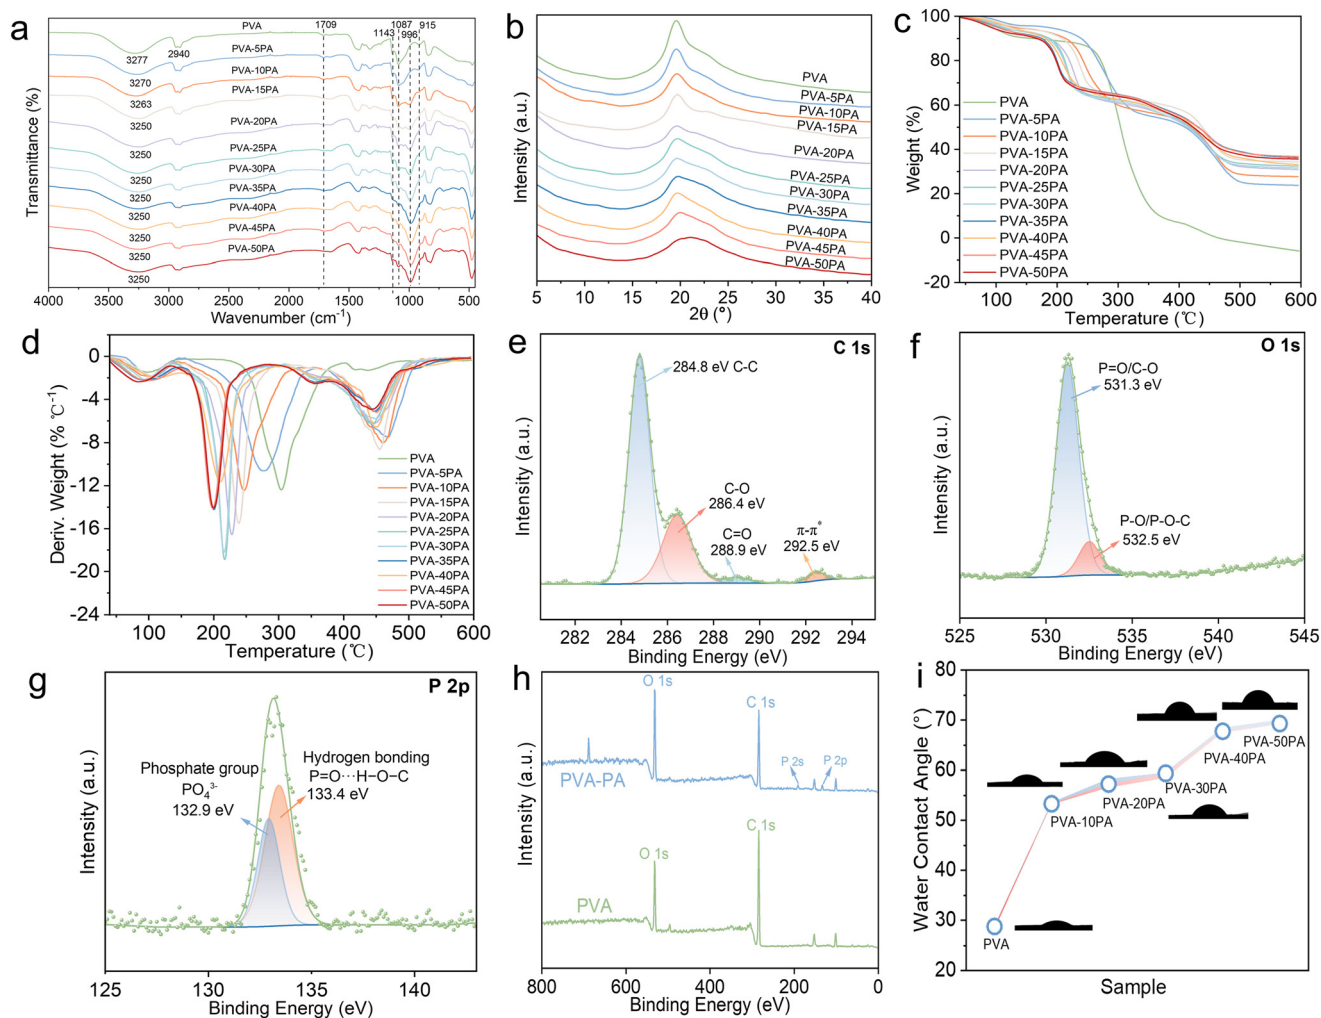 a
PVA
1709
1143
1087
996
915
2940
3277
PVA-5PA
PVA-10PA
3270
PVA-15PA
3263
PVA-20PA
3250
PVA-25PA
3250
PVA-30PA
3250
PVA-35PA
3250
PVA-40PA
3250
PVA-45PA
3250
PVA-50PA
3250
3250
Transmittance (%)
4000 3000 2500 2000 1500 1000 500
Wavenumber (cm⁻¹)
b
PVA
PVA-5PA
PVA-10PA
PVA-15PA
PVA-20PA
PVA-25PA
PVA-30PA
PVA-35PA
PVA-40PA
PVA-45PA
PVA-50PA
Intensity (a.u.)
5 10 15 20 25 30 35 40
2θ (°)
c
100
80
60
40
20
0
-20
Weight (%)
PVA
PVA-5PA
PVA-10PA
PVA-15PA
PVA-20PA
PVA-25PA
PVA-30PA
PVA-35PA
PVA-40PA
PVA-45PA
PVA-50PA
100 200 300 400 500 600
Temperature (℃)
d
0
-4
-8
-12
-16
-20
-24
Deriv. Weight (% ℃⁻¹)
PVA
PVA-5PA
PVA-10PA
PVA-15PA
PVA-20PA
PVA-25PA
PVA-30PA
PVA-35PA
PVA-40PA
PVA-45PA
PVA-50PA
100 200 300 400 500 600
Temperature (℃)
e
C 1s
284.8 eV C-C
C-O
286.4 eV
C=O
288.9 eV
π-π*
292.5 eV
Intensity (a.u.)
282 284 286 288 290 292 294
Binding Energy (eV)
f
O 1s
P=O/C-O
531.3 eV
P-O/P-O-C
532.5 eV
Intensity (a.u.)
525 530 535 540 545
Binding Energy (eV)
g
P 2p
Phosphate group
PO₄³⁻
132.9 eV
Hydrogen bonding
P=O···H-O-C
133.4 eV
Intensity (a.u.)
125 130 135 140
Binding Energy (eV)
h
O 1s
C 1s
P 2s
P 2p
PVA-PA
C 1s
O 1s
PVA
Intensity (a.u.)
800 600 400 200 0
Binding Energy (eV)
i
80
70
60
50
40
30
20
Water Contact Angle (°)
PVA-50PA
PVA-40PA
PVA-30PA
PVA-20PA
PVA-10PA
PVA
Sample